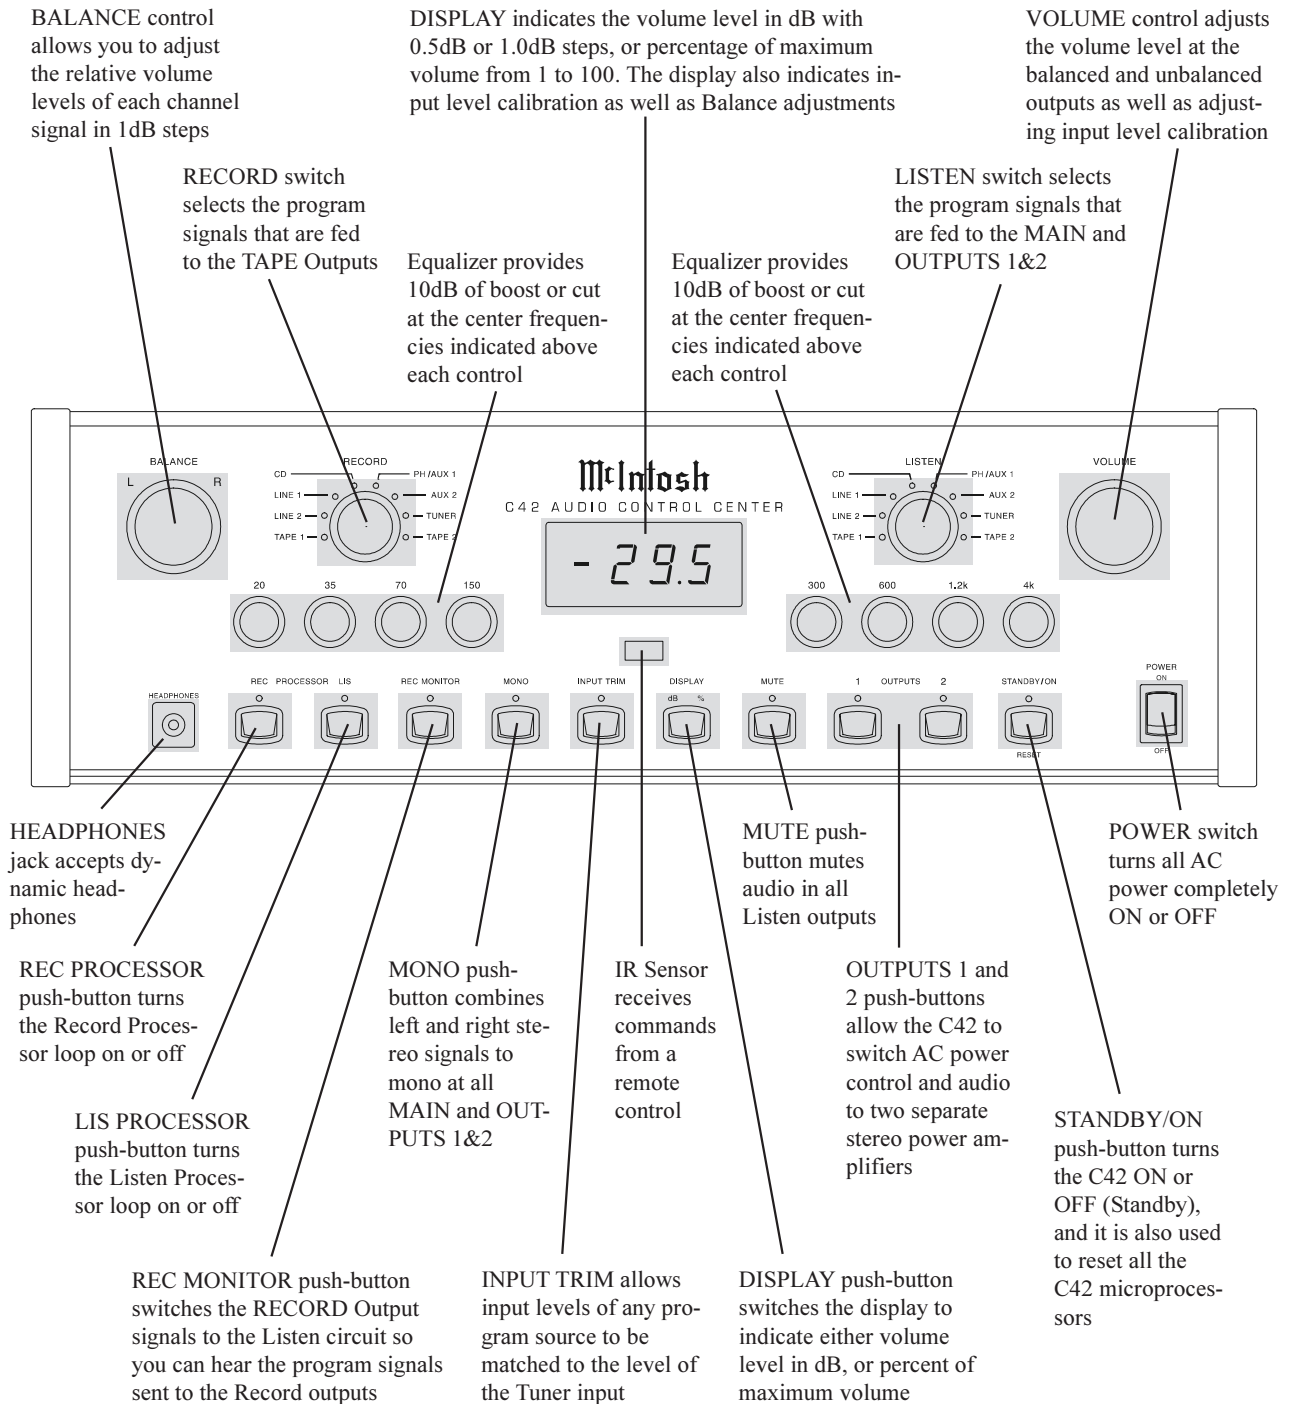 BALANCE control
allows you to adjust
the relative volume
levels of each channel
signal in 1dB steps
DISPLAY indicates the volume level in dB with
0.5dB or 1.0dB steps, or percentage of maximum
volume from 1 to 100. The display also indicates in-
put level calibration as well as Balance adjustments
VOLUME control adjusts
the volume level at the
balanced and unbalanced
outputs as well as adjust-
ing input level calibration
RECORD switch
selects the program
signals that are fed
to the TAPE Outputs
LISTEN switch selects
the program signals that
are fed to the MAIN and
OUTPUTS 1&2
Equalizer provides
10dB of boost or cut
at the center frequen-
cies indicated above
each control
Equalizer provides
10dB of boost or cut
at the center frequen-
cies indicated above
each control
BALANCE
L R
RECORD
CD PH/AUX 1
LINE 1 AUX 2
LINE 2 TUNER
TAPE 1 TAPE 2
McIntosh
C42 AUDIO CONTROL CENTER
- 29.5
LISTEN
CD PH/AUX 1
LINE 1 AUX 2
LINE 2 TUNER
TAPE 1 TAPE 2
VOLUME
20 35 70 150
300 600 1.2k 4k
HEADPHONES
REC PROCESSOR LIS
REC MONITOR
MONO
INPUT TRIM
DISPLAY
dB %
MUTE
1 OUTPUTS 2
STANDBY/ON
RESET
POWER
ON
OFF
HEADPHONES
jack accepts dy-
namic head-
phones
MUTE push-
button mutes
audio in all
Listen outputs
POWER switch
turns all AC
power completely
ON or OFF
REC PROCESSOR
push-button turns
the Record Proces-
sor loop on or off
MONO push-
button combines
left and right ste-
reo signals to
mono at all
MAIN and OUT-
PUTS 1&2
IR Sensor
receives
commands
from a
remote
control
OUTPUTS 1 and
2 push-buttons
allow the C42 to
switch AC power
control and audio
to two separate
stereo power am-
plifiers
LIS PROCESSOR
push-button turns
the Listen Proces-
sor loop on or off
STANDBY/ON
push-button turns
the C42 ON or
OFF (Standby),
and it is also used
to reset all the
C42 microproces-
sors
REC MONITOR push-button
switches the RECORD Output
signals to the Listen circuit so
you can hear the program signals
sent to the Record outputs
INPUT TRIM allows
input levels of any pro-
gram source to be
matched to the level of
the Tuner input
DISPLAY push-button
switches the display to
indicate either volume
level in dB, or percent of
maximum volume